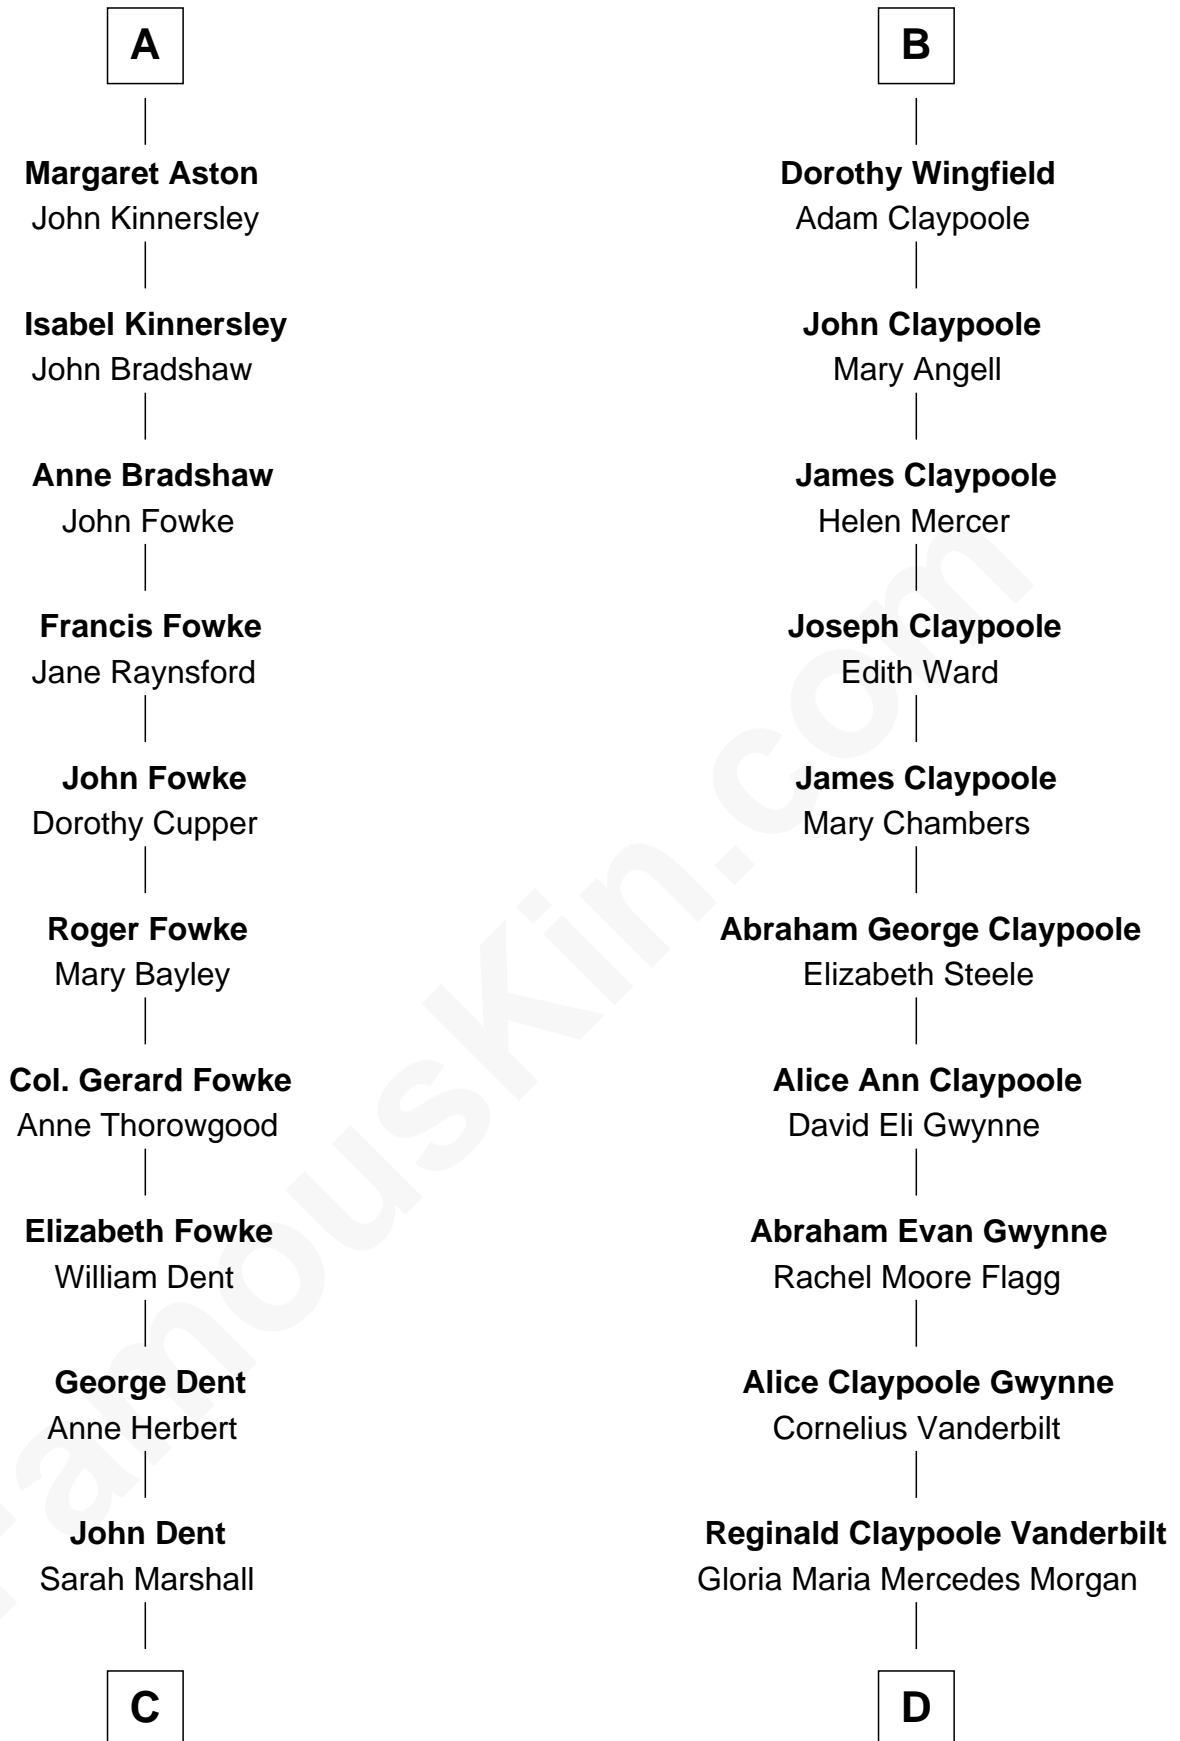 A
Margaret Aston
John Kinnersley
Isabel Kinnersley
John Bradshaw
Anne Bradshaw
John Fowke
Francis Fowke
Jane Raynsford
John Fowke
Dorothy Cupper
Roger Fowke
Mary Bayley
Col. Gerard Fowke
Anne Thorowgood
Elizabeth Fowke
William Dent
George Dent
Anne Herbert
John Dent
Sarah Marshall
C
B
Dorothy Wingfield
Adam Claypoole
John Claypoole
Mary Angell
James Claypoole
Helen Mercer
Joseph Claypoole
Edith Ward
James Claypoole
Mary Chambers
Abraham George Claypoole
Elizabeth Steele
Alice Ann Claypoole
David Eli Gwynne
Abraham Evan Gwynne
Rachel Moore Flagg
Alice Claypoole Gwynne
Cornelius Vanderbilt
Reginald Claypoole Vanderbilt
Gloria Maria Mercedes Morgan
D
FamousKin.com